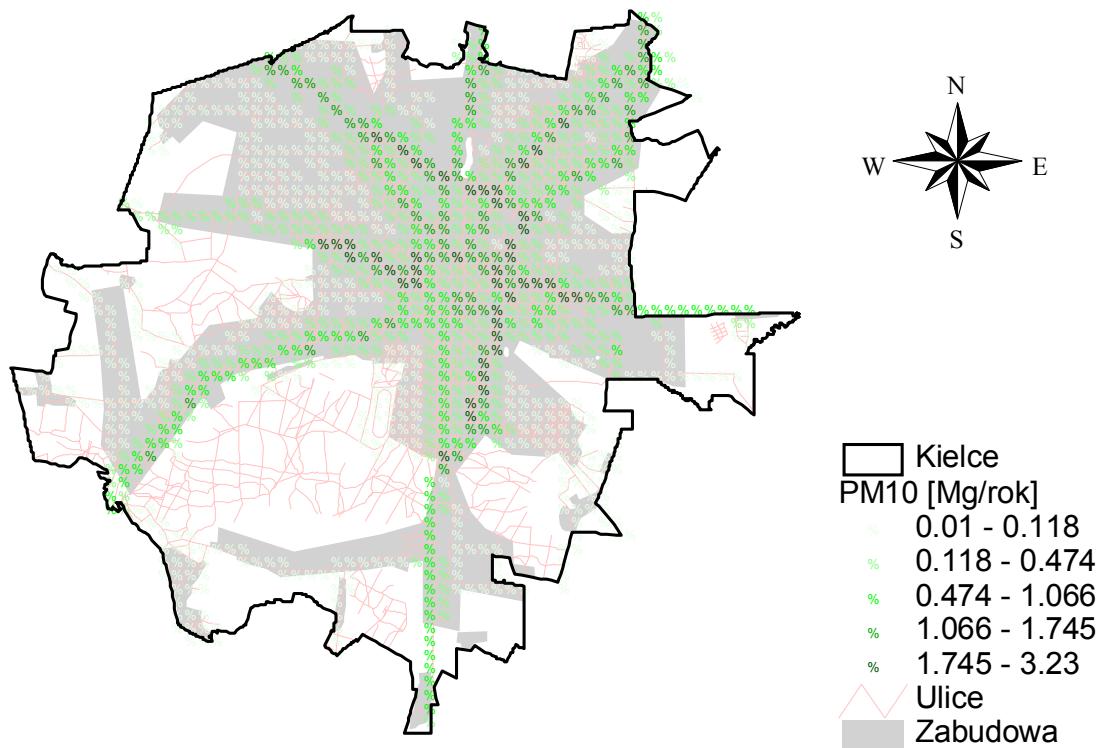 N
W E
S
Kielce
PM10 [Mg/rok]
0.01 - 0.118
0.118 - 0.474
0.474 - 1.066
1.066 - 1.745
1.745 - 3.23
Ulice
Zabudowa